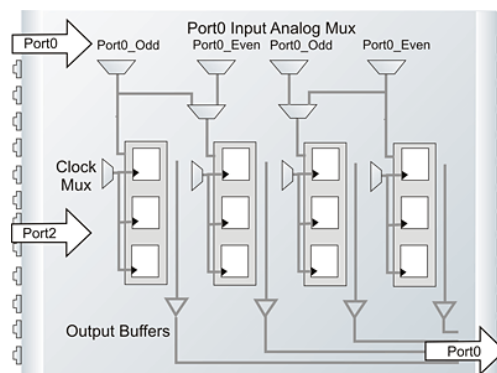 Port0 Input Analog Mux
Port0
Port0_Odd
Port0_Even
Port0_Odd
Port0_Even
Clock
Mux
Port2
Output Buffers
Port0